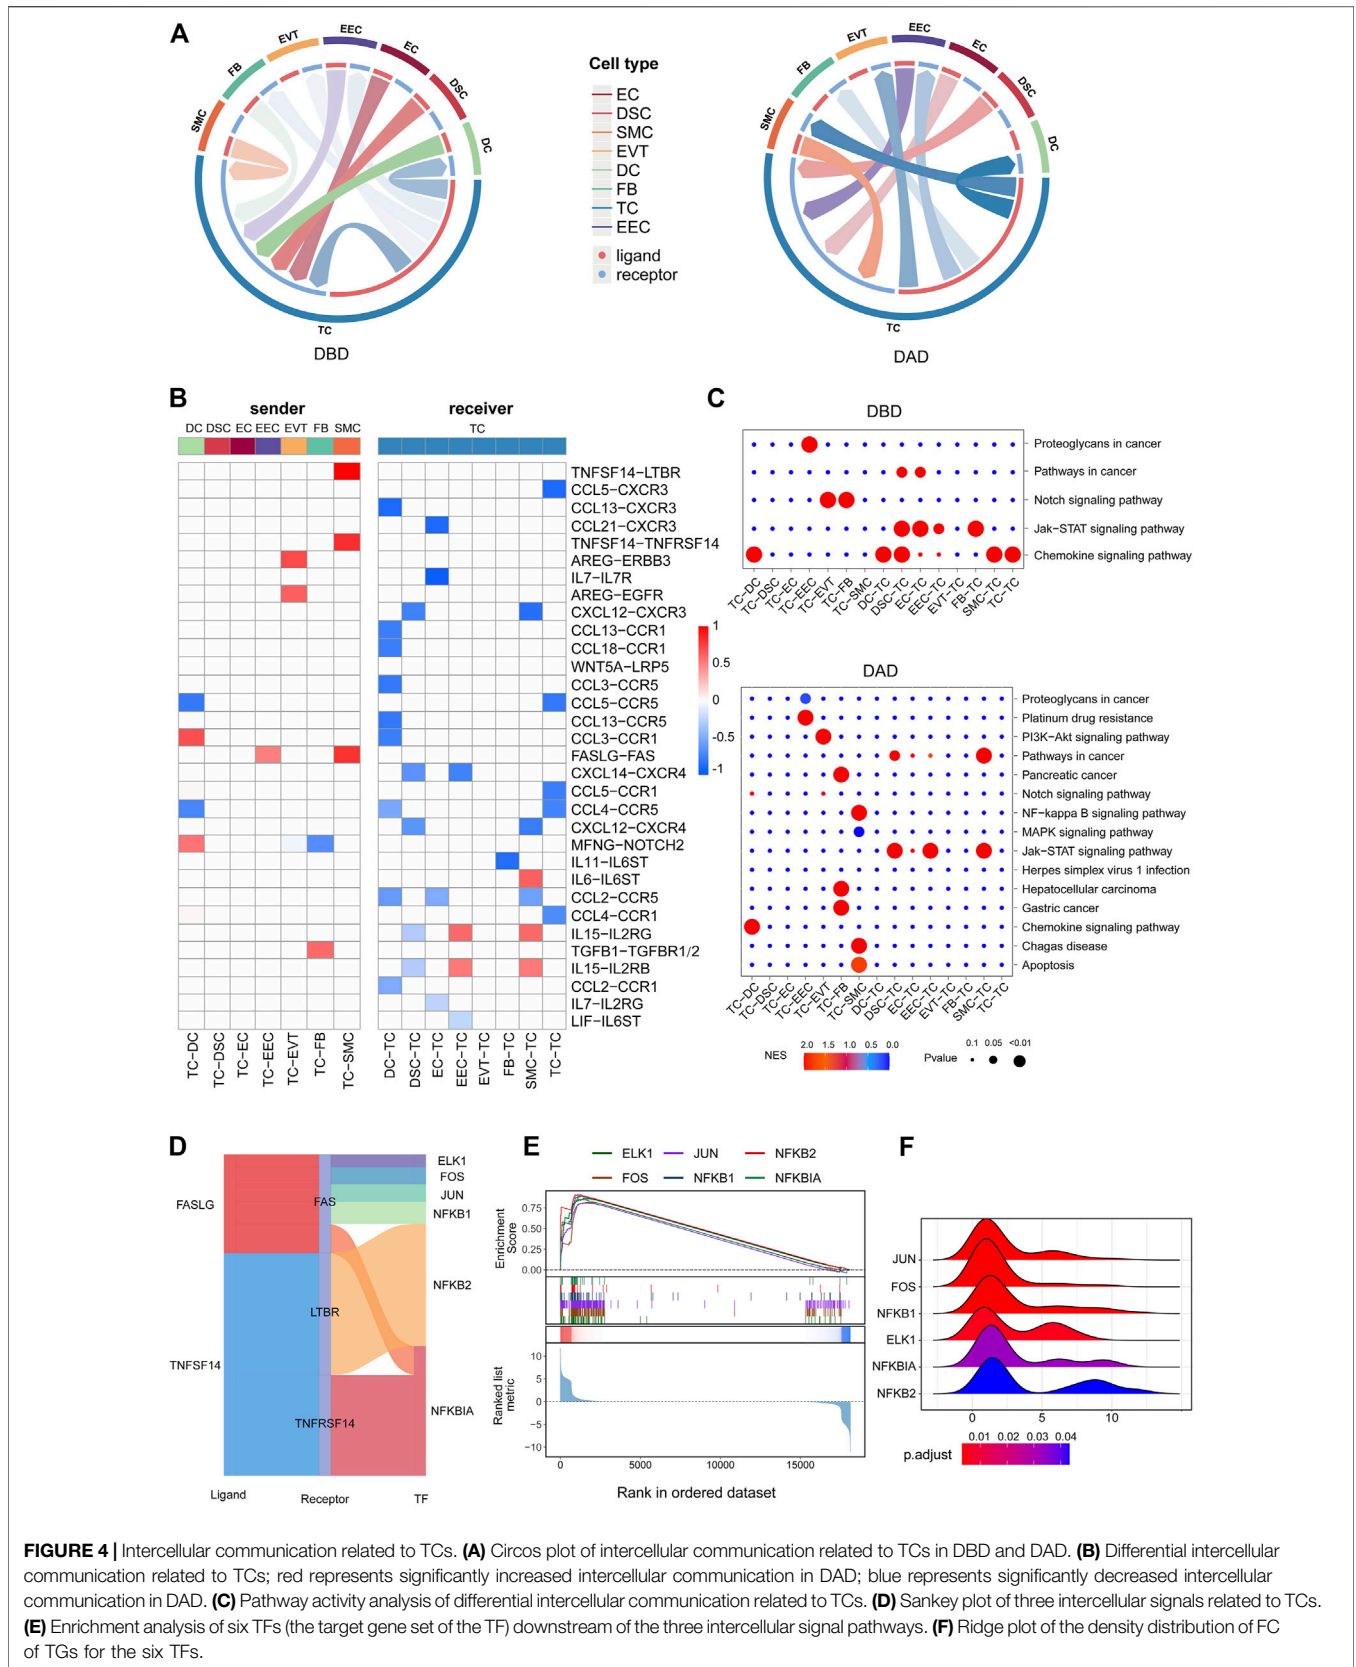 A
SMC
FB
EVT
EEC
EC
DSC
DC
TC
DBD
Cell type
EC
DSC
SMC
EVT
DC
FB
TC
EEC
ligand
receptor
SMC
FB
EVT
EEC
EC
DSC
DC
TC
DAD
B
sender
receiver
DC DSC EC EEC EVT FB SMC
TC
TNFSF14−LTBR
CCL5−CXCR3
CCL13−CXCR3
CCL21−CXCR3
TNFSF14−TNFRSF14
AREG−ERBB3
IL7−IL7R
AREG−EGFR
CXCL12−CXCR3
CCL13−CCR1
CCL18−CCR1
WNT5A−LRP5
CCL3−CCR5
CCL5−CCR5
CCL13−CCR5
CCL3−CCR1
FASLG−FAS
CXCL14−CXCR4
CCL5−CCR1
CCL4−CCR5
CXCL12−CXCR4
MFNG−NOTCH2
IL11−IL6ST
IL6−IL6ST
CCL2−CCR5
CCL4−CCR1
IL15−IL2RG
TGFB1−TGFBR1/2
IL15−IL2RB
CCL2−CCR1
IL7−IL2RG
LIF−IL6ST
TC−DC
TC−DSC
TC−EC
TC−EEC
TC−EVT
TC−FB
TC−SMC
DC−TC
DSC−TC
EC−TC
EEC−TC
EVT−TC
FB−TC
SMC−TC
TC−TC
1
0.5
0
-0.5
-1
C
DBD
Proteoglycans in cancer
Pathways in cancer
Notch signaling pathway
Jak−STAT signaling pathway
Chemokine signaling pathway
TC−DC
TC−DSC
TC−EC
TC−EEC
TC−EVT
TC−FB
TC−SMC
DC−TC
DSC−TC
EC−TC
EEC−TC
EVT−TC
FB−TC
SMC−TC
TC−TC
DAD
Proteoglycans in cancer
Platinum drug resistance
PI3K−Akt signaling pathway
Pathways in cancer
Pancreatic cancer
Notch signaling pathway
NF−kappa B signaling pathway
MAPK signaling pathway
Jak−STAT signaling pathway
Herpes simplex virus 1 infection
Hepatocellular carcinoma
Gastric cancer
Chemokine signaling pathway
Chagas disease
Apoptosis
TC−DC
TC−DSC
TC−EC
TC−EEC
TC−EVT
TC−FB
TC−SMC
DC−TC
DSC−TC
EC−TC
EEC−TC
EVT−TC
FB−TC
SMC−TC
TC−TC
NES
2.0 1.5 1.0 0.5 0.0
Pvalue
0.1 0.05 <0.01
D
FASLG
TNFSF14
FAS
LTBR
TNFRSF14
ELK1
FOS
JUN
NFKB1
NFKB2
NFKBIA
Ligand
Receptor
TF
E
ELK1 JUN NFKB2
FOS NFKB1 NFKBIA
Enrichment
Score
0.75
0.50
0.25
0.00
Ranked list
metric
10
5
0
−5
−10
0 5000 10000 15000
Rank in ordered dataset
F
JUN
FOS
NFKB1
ELK1
NFKBIA
NFKB2
0 5 10
p.adjust
0.01 0.02 0.03 0.04
FIGURE 4 | Intercellular communication related to TCs. (A) Circos plot of intercellular communication related to TCs in DBD and DAD. (B) Differential intercellular
communication related to TCs; red represents significantly increased intercellular communication in DAD; blue represents significantly decreased intercellular
communication in DAD. (C) Pathway activity analysis of differential intercellular communication related to TCs. (D) Sankey plot of three intercellular signals related to TCs.
(E) Enrichment analysis of six TFs (the target gene set of the TF) downstream of the three intercellular signal pathways. (F) Ridge plot of the density distribution of FC
of TGs for the six TFs.